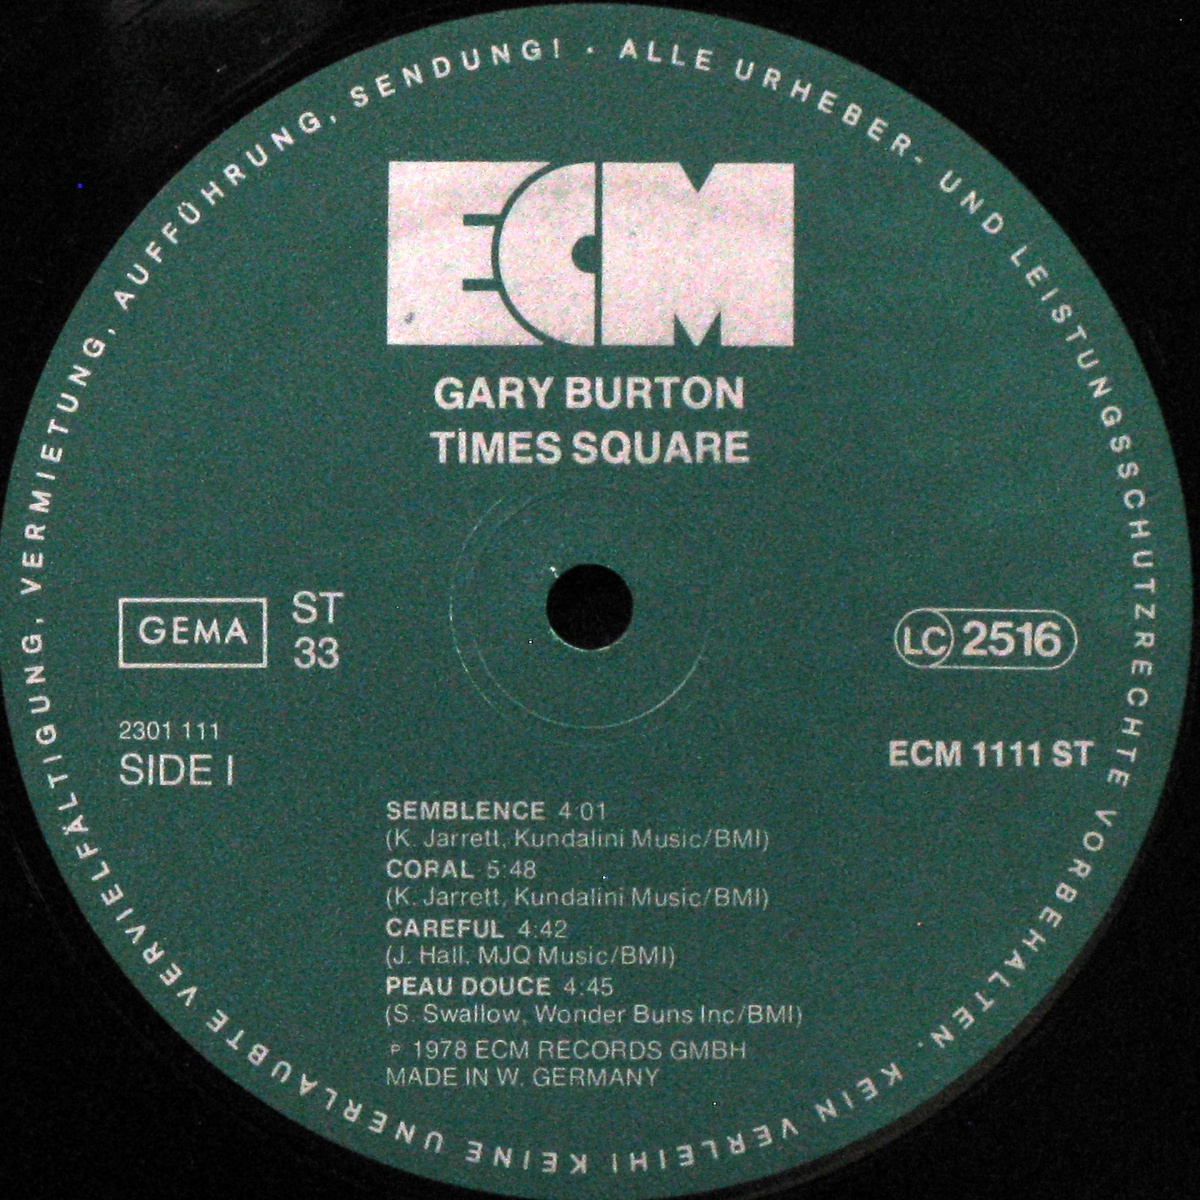 ALLE URHEBER- UND LEISTUNGSSCHUTZRECHTE VORBEHALTEN. KEIN VERLEIH! KEINE UNERLAUBTE VERVIELFÄLTIGUNG, VERMIETUNG, AUFFÜHRUNG, SENDUNG! ·
ECM
GARY BURTON
TIMES SQUARE
GEMA
ST
33
LC 2516
2301 111
SIDE I
ECM 1111 ST
SEMBLENCE 4:01
(K. Jarrett, Kundalini Music/BMI)
CORAL 5:48
(K. Jarrett, Kundalini Music/BMI)
CAREFUL 4:42
(J. Hall, MJQ Music/BMI)
PEAU DOUCE 4:45
(S. Swallow, Wonder Buns Inc/BMI)
℗ 1978 ECM RECORDS GMBH
MADE IN W. GERMANY